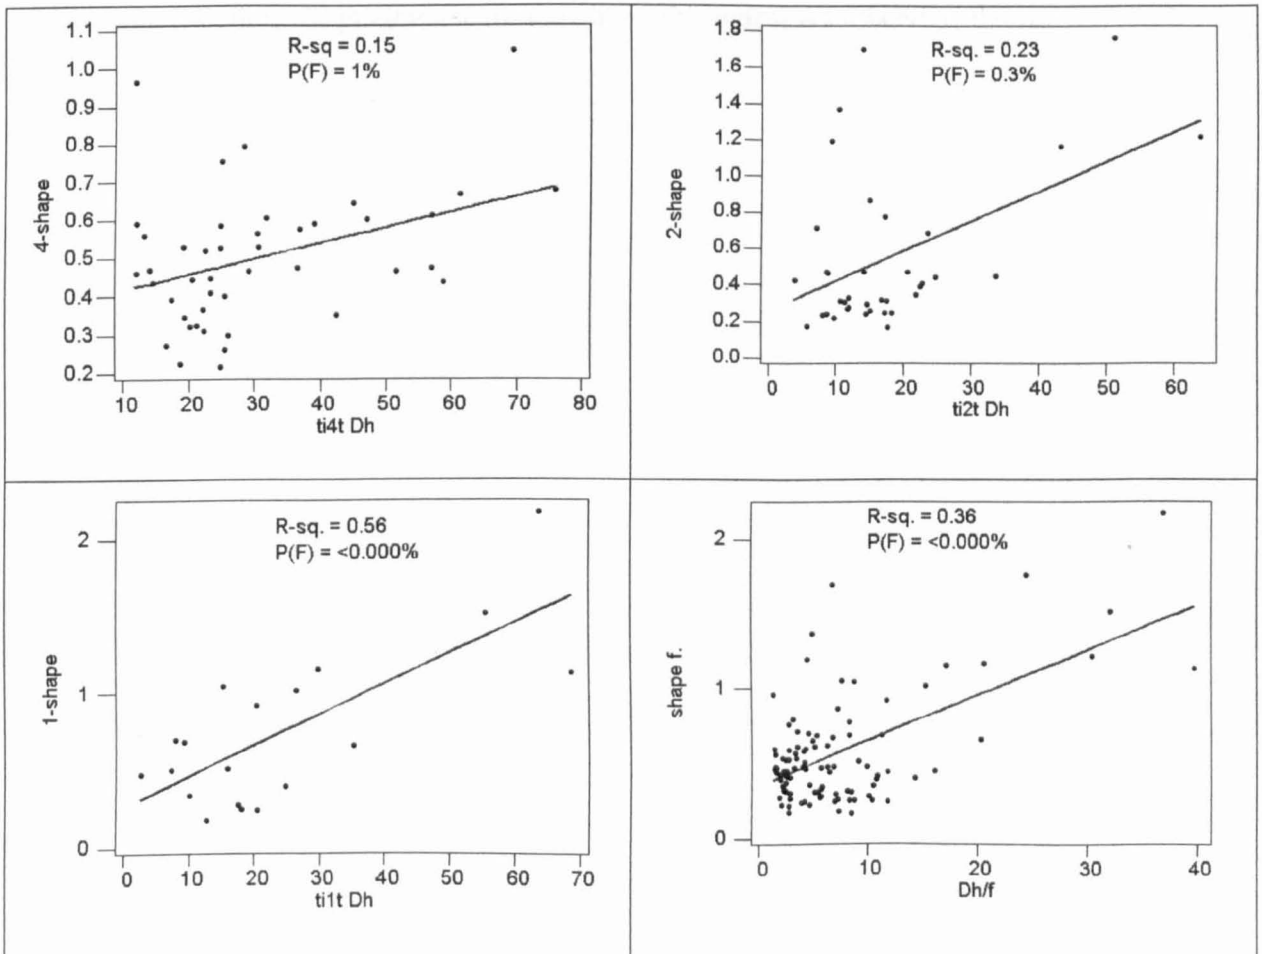 R-sq = 0.15
P(F) = 1%
1.1
1.0
0.9
0.8
0.7
0.6
0.5
0.4
0.3
0.2
4-shape
10 20 30 40 50 60 70 80
ti4t Dh
R-sq. = 0.23
P(F) = 0.3%
1.8
1.6
1.4
1.2
1.0
0.8
0.6
0.4
0.2
0.0
2-shape
0 10 20 30 40 50 60
ti2t Dh
R-sq. = 0.56
P(F) = <0.000%
2
1
0
1-shape
0 10 20 30 40 50 60 70
ti1t Dh
R-sq. = 0.36
P(F) = <0.000%
2
1
0
shape f.
0 10 20 30 40
Dh/f